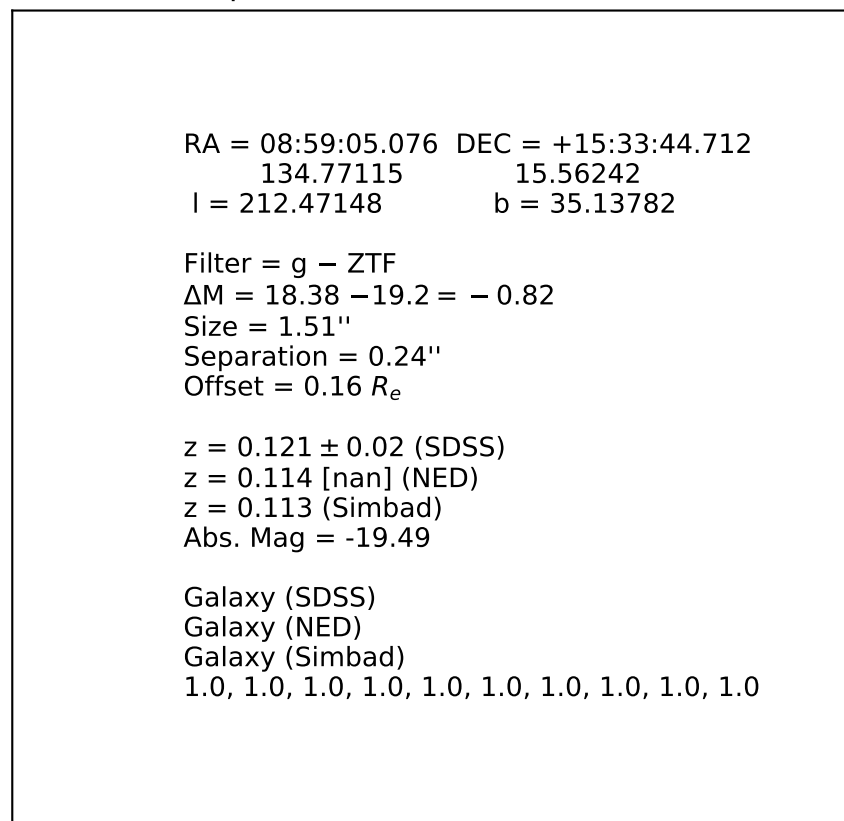 RA = 08:59:05.076 DEC = +15:33:44.712
134.77115 15.56242
l = 212.47148 b = 35.13782
Filter = g − ZTF
ΔM = 18.38 −19.2 = − 0.82
Size = 1.51''
Separation = 0.24''
Offset = 0.16 Re
z = 0.121 ± 0.02 (SDSS)
z = 0.114 [nan] (NED)
z = 0.113 (Simbad)
Abs. Mag = -19.49
Galaxy (SDSS)
Galaxy (NED)
Galaxy (Simbad)
1.0, 1.0, 1.0, 1.0, 1.0, 1.0, 1.0, 1.0, 1.0, 1.0